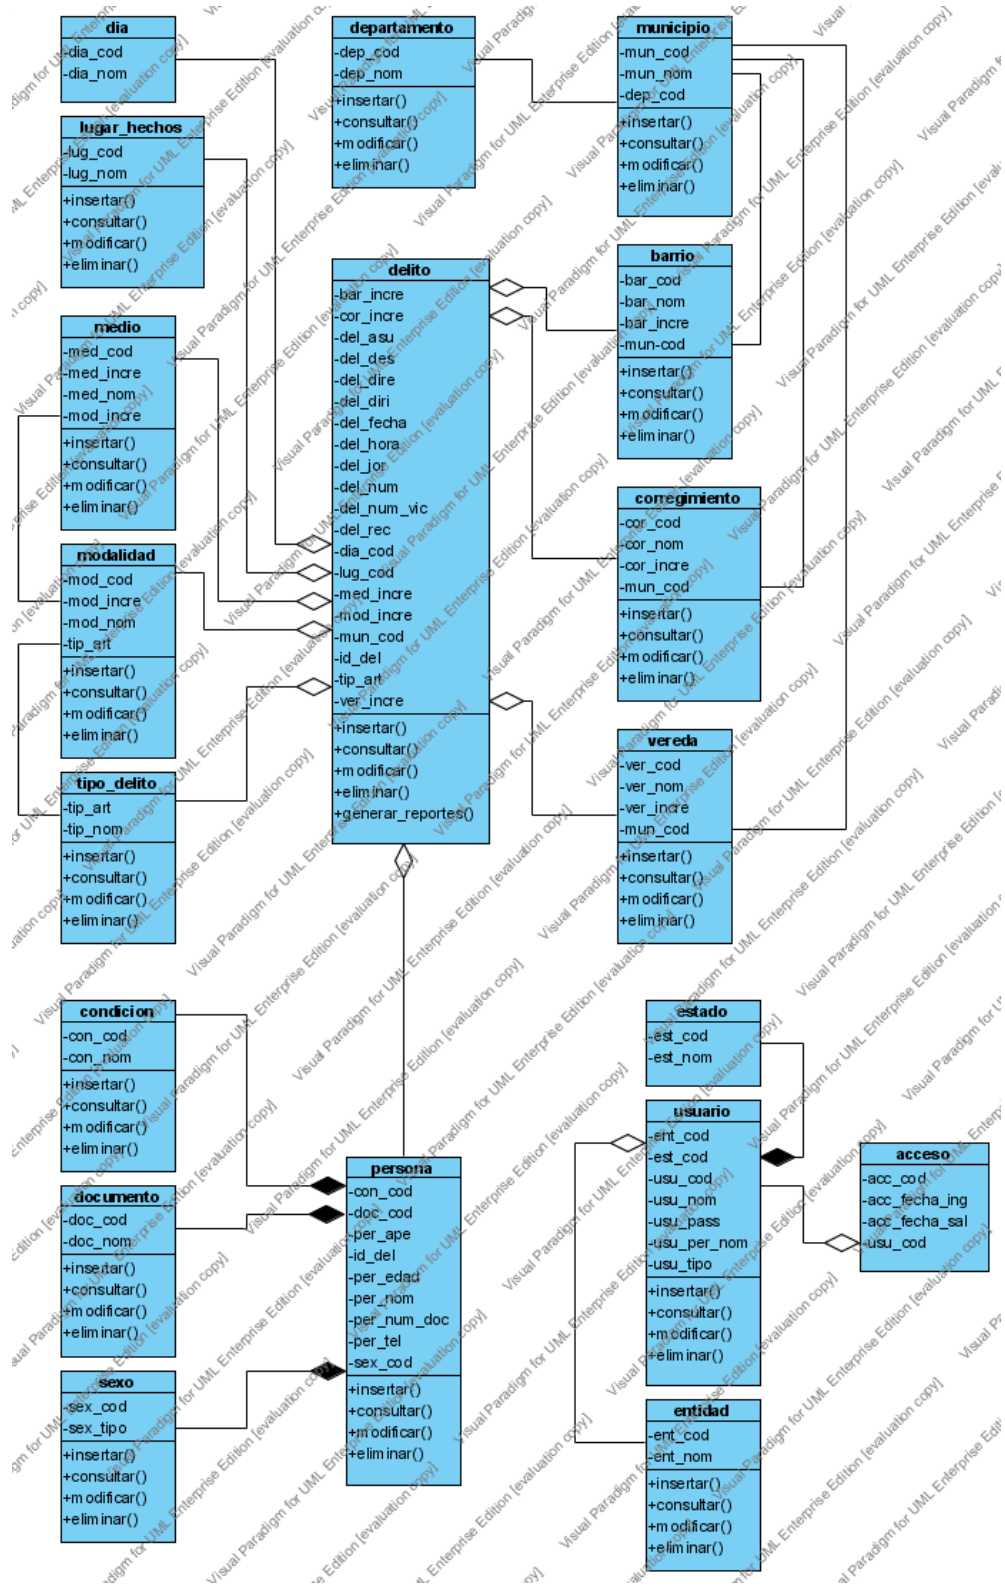 dia
-dia_cod
-dia_nom
departamento
-dep_cod
-dep_nom
+insertar()
+consultar()
+modificar()
+eliminar()
municipio
-mun_cod
-mun_nom
-dep_cod
+insertar()
+consultar()
+modificar()
+eliminar()
lugar_hechos
-lug_cod
-lug_nom
+insertar()
+consultar()
+modificar()
+eliminar()
medio
-med_cod
-med_incre
-med_nom
-mod_incre
+insertar()
+consultar()
+modificar()
+eliminar()
modalidad
-mod_cod
-mod_incre
-mod_nom
-tip_art
+insertar()
+consultar()
+modificar()
+eliminar()
tipo_delito
-tip_art
-tip_nom
+insertar()
+consultar()
+modificar()
+eliminar()
delito
-bar_incre
-cor_incre
-del_asu
-del_des
-del_dire
-del_diri
-del_fecha
-del_hora
-del_jor
-del_num
-del_num_vic
-del_rec
-dia_cod
-lug_cod
-med_incre
-mod_incre
-mun_cod
-id_del
-tip_art
-ver_incre
+insertar()
+consultar()
+modificar()
+eliminar()
+generar_reportes()
barrio
-bar_cod
-bar_nom
-bar_incre
-mun-cod
+insertar()
+consultar()
+modificar()
+eliminar()
corregimiento
-cor_cod
-cor_nom
-cor_incre
-mun_cod
+insertar()
+consultar()
+modificar()
+eliminar()
vereda
-ver_cod
-ver_nom
-ver_incre
-mun_cod
+insertar()
+consultar()
+modificar()
+eliminar()
condicion
-con_cod
-con_nom
+insertar()
+consultar()
+modificar()
+eliminar()
documento
-doc_cod
-doc_nom
+insertar()
+consultar()
+modificar()
+eliminar()
sexo
-sex_cod
-sex_tipo
+insertar()
+consultar()
+modificar()
+eliminar()
persona
-con_cod
-doc_cod
-per_ape
-id_del
-per_edad
-per_nom
-per_num_doc
-per_tel
-sex_cod
+insertar()
+consultar()
+modificar()
+eliminar()
estado
-est_cod
-est_nom
usuario
-ent_cod
-est_cod
-usu_cod
-usu_nom
-usu_pass
-usu_per_nom
-usu_tipo
+insertar()
+consultar()
+modificar()
+eliminar()
acceso
-acc_cod
-acc_fecha_ing
-acc_fecha_sal
-usu_cod
entidad
-ent_cod
-ent_nom
+insertar()
+consultar()
+modificar()
+eliminar()
Visual Paradigm for UML Enterprise Edition [evaluation copy]